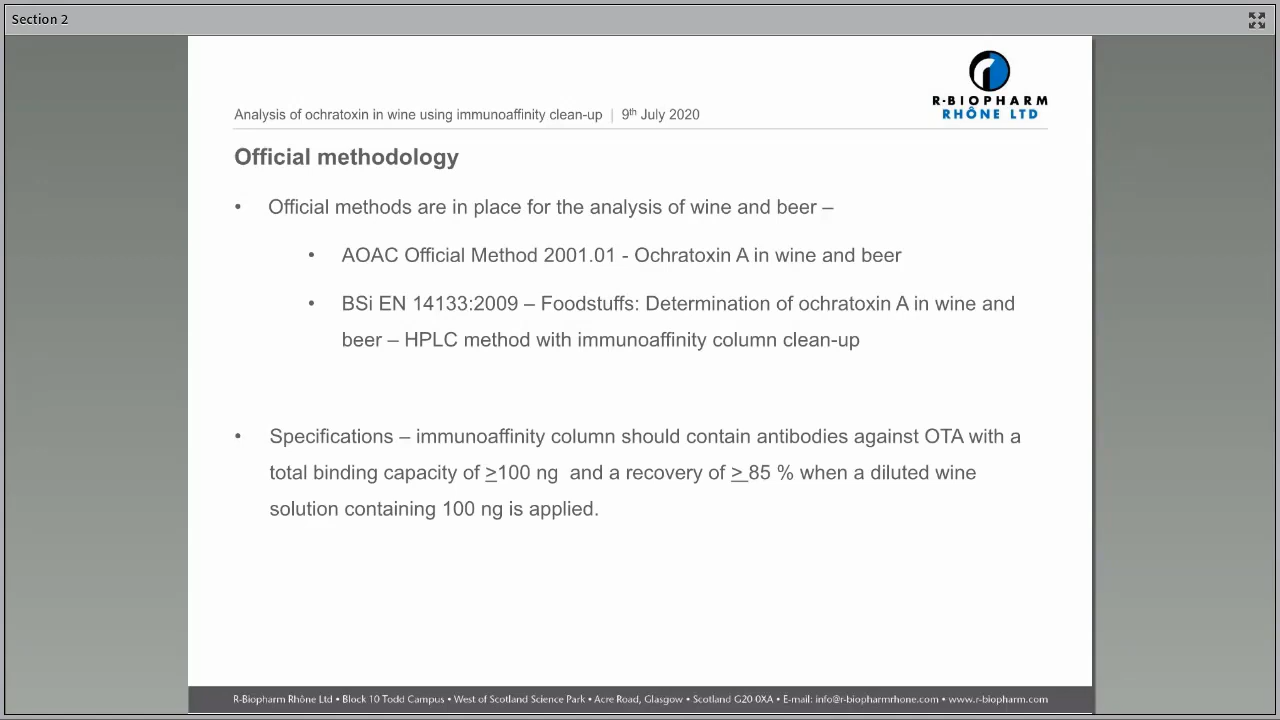 Section 2
R-BIOPHARM
RHÔNE LTD
Analysis of ochratoxin in wine using immunoaffinity clean-up | 9th July 2020
Official methodology
• Official methods are in place for the analysis of wine and beer –
• AOAC Official Method 2001.01 - Ochratoxin A in wine and beer
• BSi EN 14133:2009 – Foodstuffs: Determination of ochratoxin A in wine and
beer – HPLC method with immunoaffinity column clean-up
• Specifications – immunoaffinity column should contain antibodies against OTA with a
total binding capacity of ≥100 ng and a recovery of ≥ 85 % when a diluted wine
solution containing 100 ng is applied.
R-Biopharm Rhône Ltd • Block 10 Todd Campus • West of Scotland Science Park • Acre Road, Glasgow • Scotland G20 0XA • E-mail: info@r-biopharmrhone.com • www.r-biopharm.com